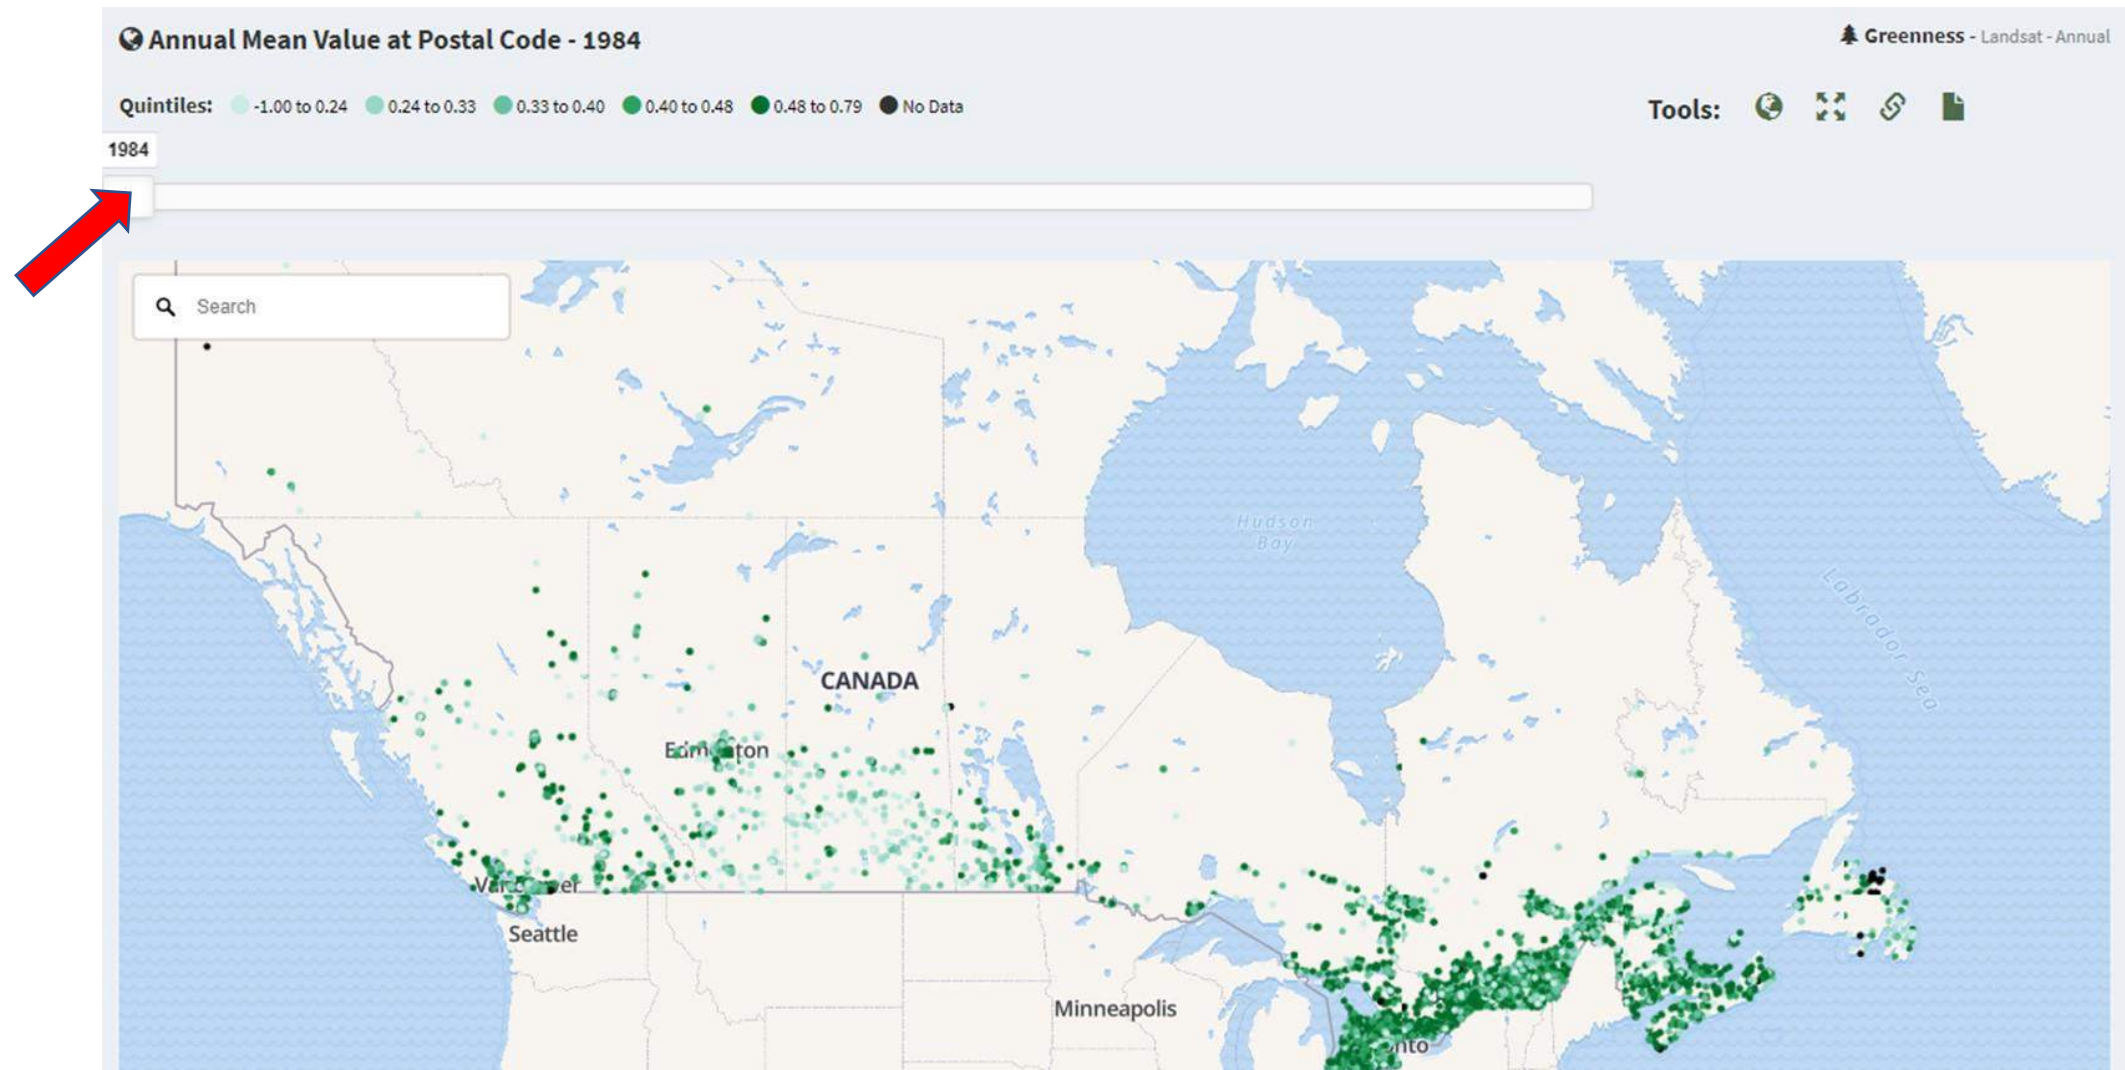 Annual Mean Value at Postal Code - 1984
Greenness - Landsat - Annual
Quintiles: -1.00 to 0.24 0.24 to 0.33 0.33 to 0.40 0.40 to 0.48 0.48 to 0.79 No Data
Tools:
1984
Search
Hudson
Bay
Labrador Sea
CANADA
Edmonton
Vancouver
Seattle
Minneapolis